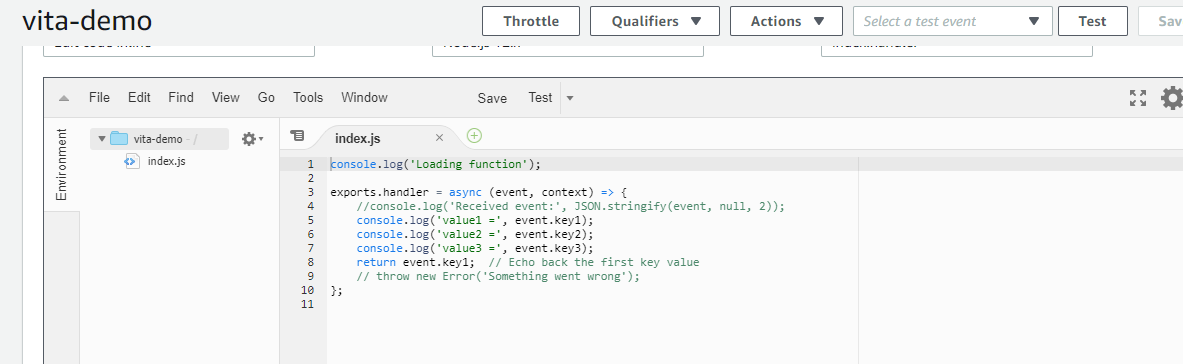 vita-demo
Throttle
Qualifiers
Actions
Select a test event
Test
Sav
File Edit Find View Go Tools Window Save Test
Environment
vita-demo - /
index.js
index.js
1 console.log('Loading function');
2
3 exports.handler = async (event, context) => {
4 //console.log('Received event:', JSON.stringify(event, null, 2));
5 console.log('value1 =', event.key1);
6 console.log('value2 =', event.key2);
7 console.log('value3 =', event.key3);
8 return event.key1;  // Echo back the first key value
9 // throw new Error('Something went wrong');
10 };
11